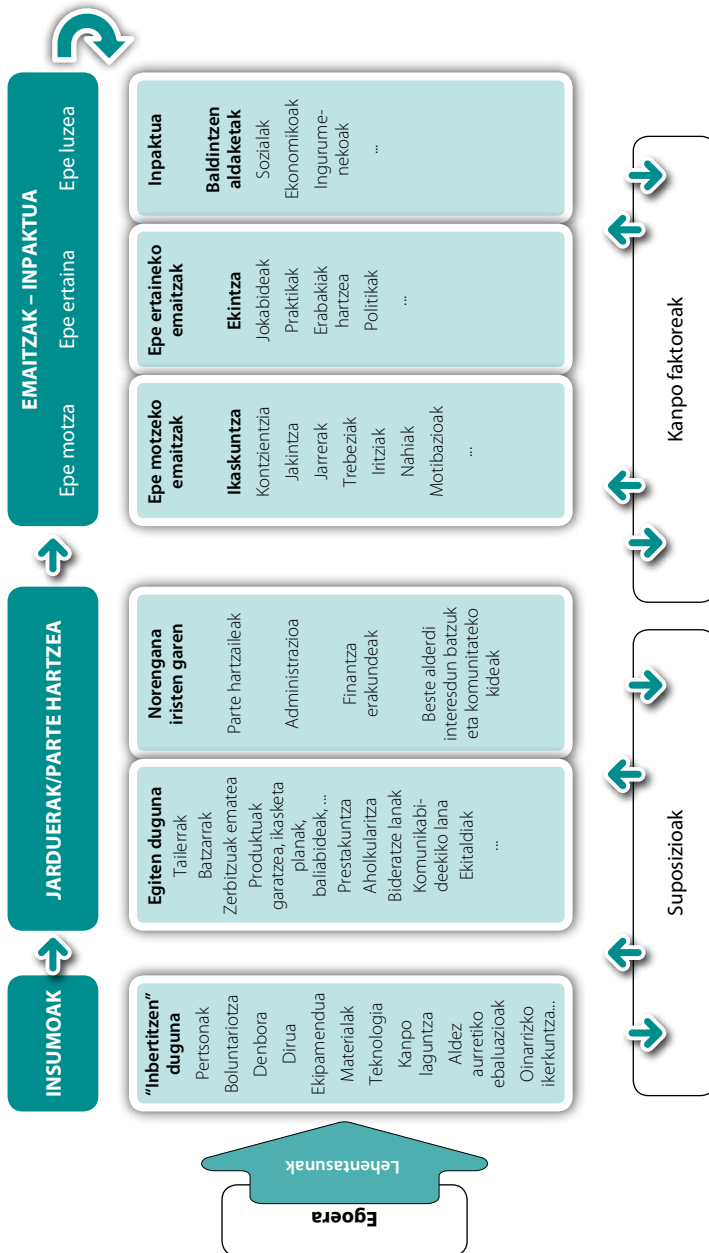 Egoera
Lehentasunak
INSUMOAK
“Inbertitzen”
duguna
Pertsonak
Boluntariotza
Denbora
Dirua
Ekipamendua
Materialak
Teknologia
Kanpo
laguntza
Aldez
aurretiko
ebaluazioak
Oinarrizko
ikerkuntza...
JARDUERAK/PARTE HARTZEA
Egiten duguna
Tailerrak
Batzarrak
Zerbitzuak ematea
Produktuak
garatzea, ikasketa
planak,
baliabideak, ...
Prestakuntza
Aholkularitza
Bideratze lanak
Komunikabi-
deekiko lana
Ekitaldiak
...
Norengana
iristen garen
Parte hartzaileak
Administrazioa
Finantza
erakundeak
Beste alderdi
interesdun batzuk
eta komunitateko
kideak
EMAITZAK – INPAKTUA
Epe motza Epe ertaina Epe luzea
Epe motzeko
emaitzak
Ikaskuntza
Kontzientzia
Jakintza
Jarrerak
Trebeziak
Iritziak
Nahiak
Motibazioak
...
Epe ertaineko
emaitzak
Ekintza
Jokabideak
Praktikak
Erabakiak
hartzea
Politikak
...
Inpaktua
Baldintzen
aldaketak
Sozialak
Ekonomikoak
Ingurume-
nekoak
...
Suposizioak
Kanpo faktoreak